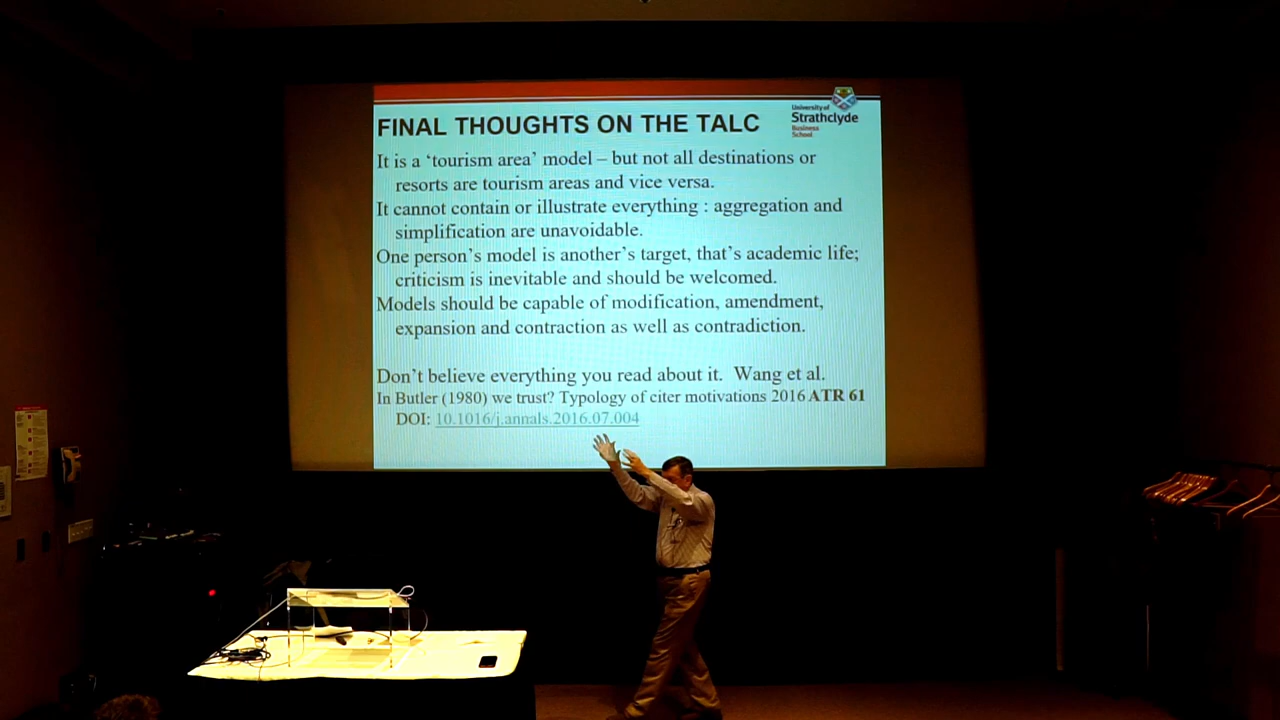 University of
Strathclyde
Business
School
FINAL THOUGHTS ON THE TALC
It is a ‘tourism area’ model – but not all destinations or
resorts are tourism areas and vice versa.
It cannot contain or illustrate everything : aggregation and
simplification are unavoidable.
One person’s model is another’s target, that’s academic life;
criticism is inevitable and should be welcomed.
Models should be capable of modification, amendment,
expansion and contraction as well as contradiction.
Don’t believe everything you read about it. Wang et al.
In Butler (1980) we trust? Typology of citer motivations 2016 ATR 61
DOI: 10.1016/j.annals.2016.07.004